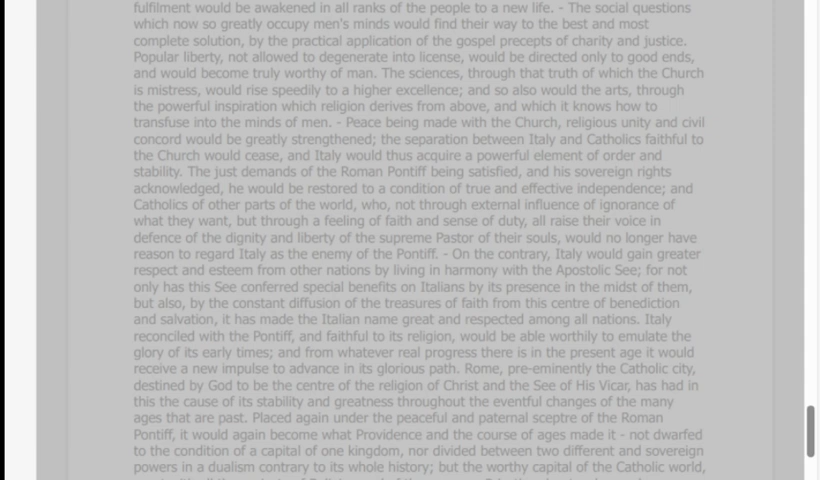 fulfilment would be awakened in all ranks of the people to a new life. - The social questions
which now so greatly occupy men's minds would find their way to the best and most
complete solution, by the practical application of the gospel precepts of charity and justice.
Popular liberty, not allowed to degenerate into license, would be directed only to good ends,
and would become truly worthy of man. The sciences, through that truth of which the Church
is mistress, would rise speedily to a higher excellence; and so also would the arts, through
the powerful inspiration which religion derives from above, and which it knows how to
transfuse into the minds of men. - Peace being made with the Church, religious unity and civil
concord would be greatly strengthened; the separation between Italy and Catholics faithful to
the Church would cease, and Italy would thus acquire a powerful element of order and
stability. The just demands of the Roman Pontiff being satisfied, and his sovereign rights
acknowledged, he would be restored to a condition of true and effective independence; and
Catholics of other parts of the world, who, not through external influence of ignorance of
what they want, but through a feeling of faith and sense of duty, all raise their voice in
defence of the dignity and liberty of the supreme Pastor of their souls, would no longer have
reason to regard Italy as the enemy of the Pontiff. - On the contrary, Italy would gain greater
respect and esteem from other nations by living in harmony with the Apostolic See; for not
only has this See conferred special benefits on Italians by its presence in the midst of them,
but also, by the constant diffusion of the treasures of faith from this centre of benediction
and salvation, it has made the Italian name great and respected among all nations. Italy
reconciled with the Pontiff, and faithful to its religion, would be able worthily to emulate the
glory of its early times; and from whatever real progress there is in the present age it would
receive a new impulse to advance in its glorious path. Rome, pre-eminently the Catholic city,
destined by God to be the centre of the religion of Christ and the See of His Vicar, has had in
this the cause of its stability and greatness throughout the eventful changes of the many
ages that are past. Placed again under the peaceful and paternal sceptre of the Roman
Pontiff, it would again become what Providence and the course of ages made it - not dwarfed
to the condition of a capital of one kingdom, nor divided between two different and sovereign
powers in a dualism contrary to its whole history; but the worthy capital of the Catholic world,